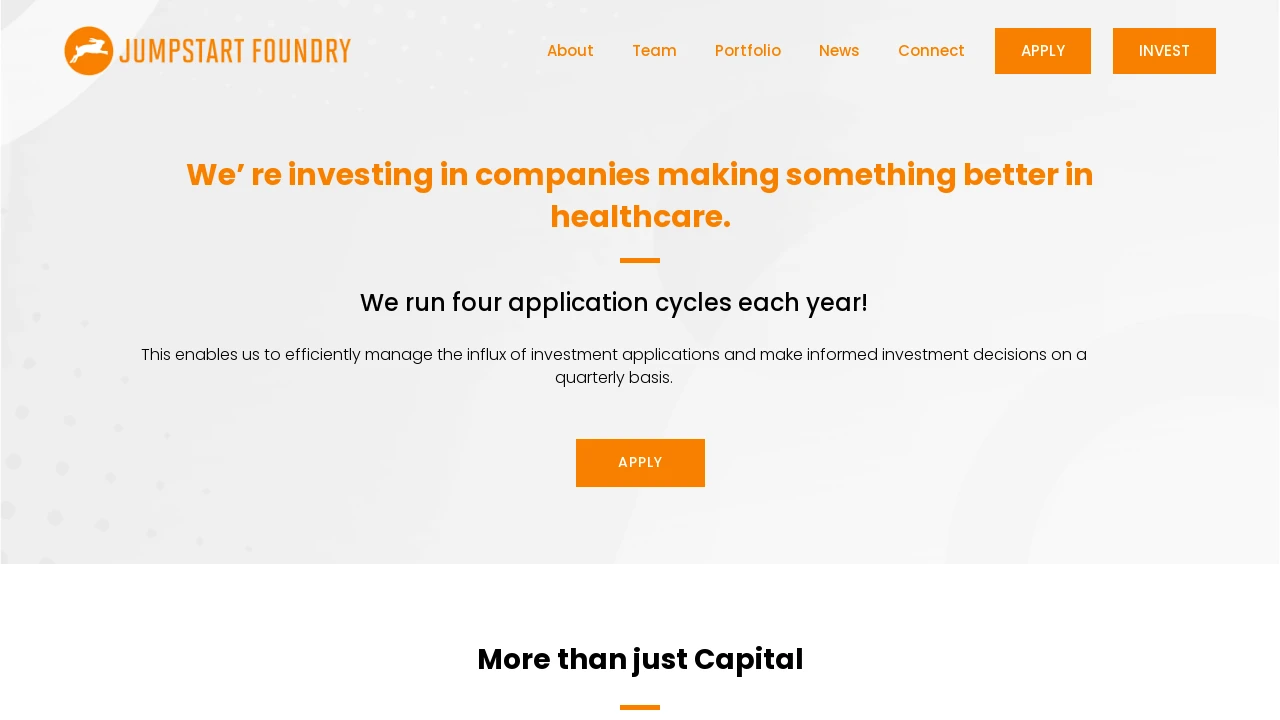 JUMPSTART FOUNDRY
About
Team
Portfolio
News
Connect
APPLY
INVEST
We’ re investing in companies making something better in
healthcare.
We run four application cycles each year!
This enables us to efficiently manage the influx of investment applications and make informed investment decisions on a
quarterly basis.
APPLY
More than just Capital